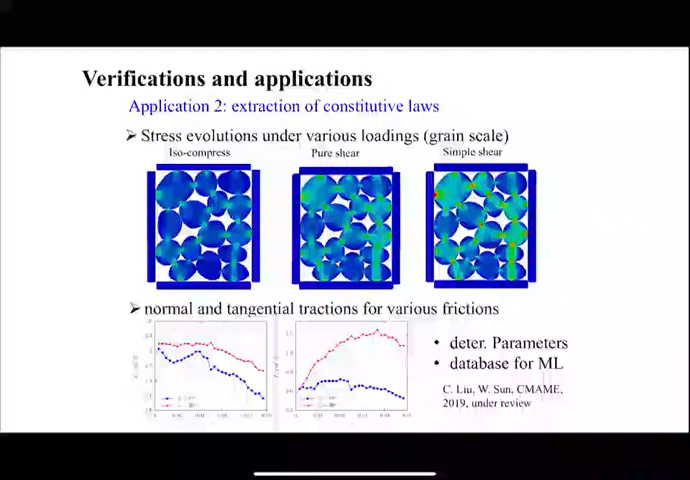 Verifications and applications
Application 2: extraction of constitutive laws
➢ Stress evolutions under various loadings (grain scale)
Iso-compress Pure shear Simple shear
➢ normal and tangential tractions for various frictions
• deter. Parameters
• database for ML
C. Liu, W. Sun, CMAME,
2019, under review